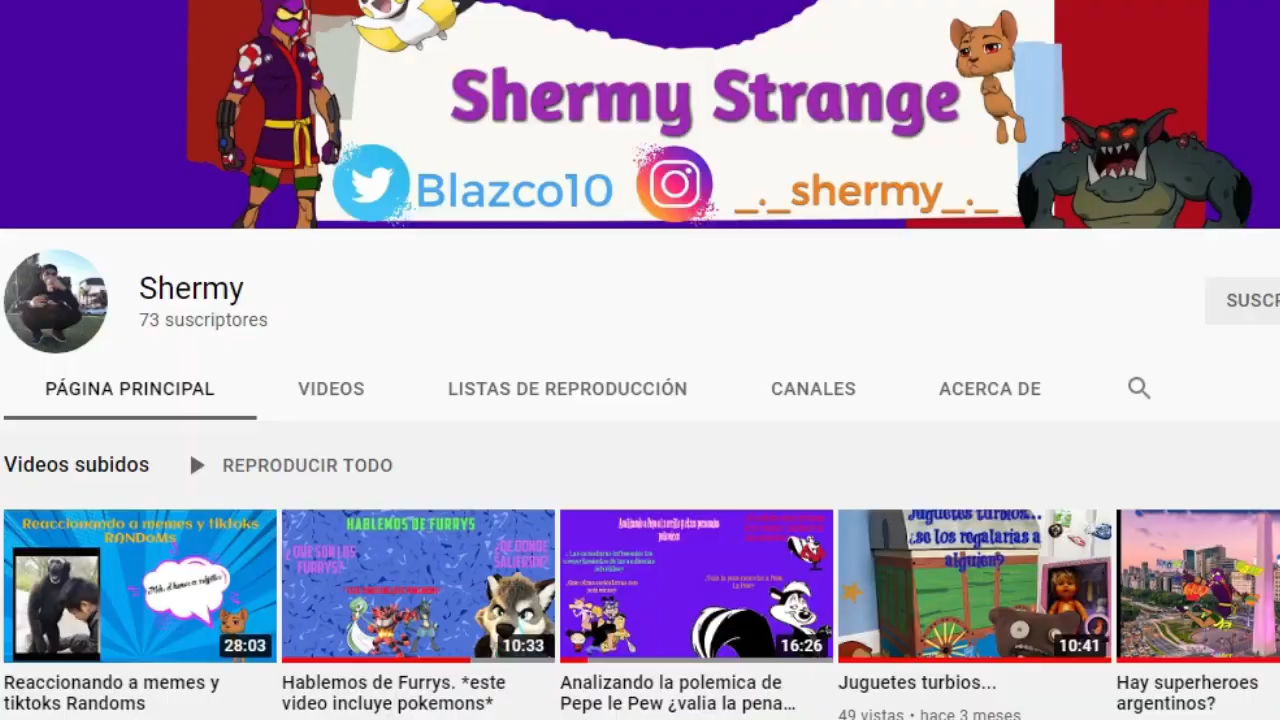 Shermy Strange
Blazco10
_._shermy_._
Shermy
73 suscriptores
SUSCR
PÁGINA PRINCIPAL
VIDEOS
LISTAS DE REPRODUCCIÓN
CANALES
ACERCA DE
Videos subidos
REPRODUCIR TODO
Reaccionando a memes y tiktoks
RANDoMs
28:03
HABLEMOS DE FURRYS
¿QUE SON LOS
FURRYS?
¿DE DONDE
SALIERON?
10:33
16:26
Juguetes turbios...
¿se los regalarias a
alguien?
10:41
Reaccionando a memes y
tiktoks Randoms
Hablemos de Furrys. *este
video incluye pokemons*
Analizando la polemica de
Pepe le Pew ¿valia la pena...
Juguetes turbios...
49 vistas • hace 3 meses
Hay superheroes
argentinos?